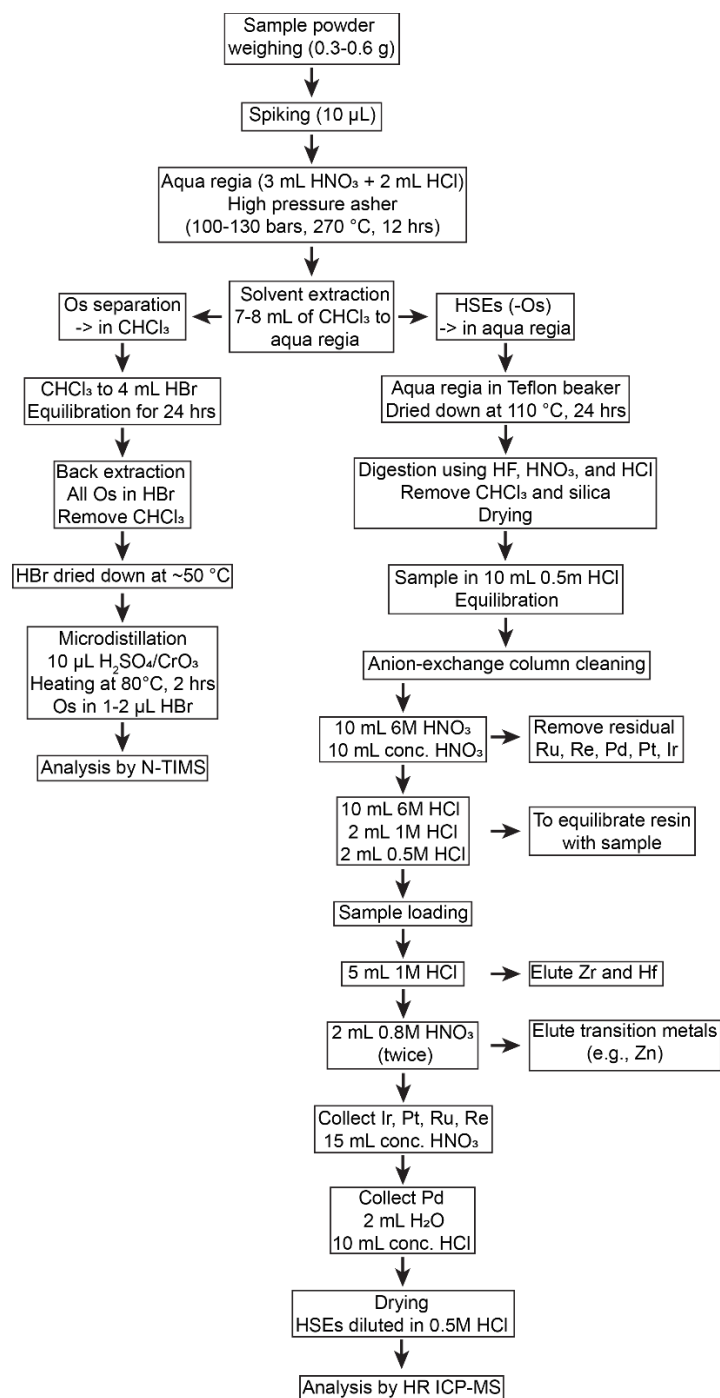 Sample powder
weighing (0.3-0.6 g)
Spiking (10 µL)
Aqua regia (3 mL HNO₃ + 2 mL HCl)
High pressure asher
(100-130 bars, 270 °C, 12 hrs)
Solvent extraction
7-8 mL of CHCl₃ to
aqua regia
Os separation
-> in CHCl₃
CHCl₃ to 4 mL HBr
Equilibration for 24 hrs
Back extraction
All Os in HBr
Remove CHCl₃
HBr dried down at ~50 °C
Microdistillation
10 µL H₂SO₄/CrO₃
Heating at 80°C, 2 hrs
Os in 1-2 µL HBr
Analysis by N-TIMS
HSEs (-Os)
-> in aqua regia
Aqua regia in Teflon beaker
Dried down at 110 °C, 24 hrs
Digestion using HF, HNO₃, and HCl
Remove CHCl₃ and silica
Drying
Sample in 10 mL 0.5m HCl
Equilibration
Anion-exchange column cleaning
10 mL 6M HNO₃
10 mL conc. HNO₃
Remove residual
Ru, Re, Pd, Pt, Ir
10 mL 6M HCl
2 mL 1M HCl
2 mL 0.5M HCl
To equilibrate resin
with sample
Sample loading
5 mL 1M HCl
Elute Zr and Hf
2 mL 0.8M HNO₃
(twice)
Elute transition metals
(e.g., Zn)
Collect Ir, Pt, Ru, Re
15 mL conc. HNO₃
Collect Pd
2 mL H₂O
10 mL conc. HCl
Drying
HSEs diluted in 0.5M HCl
Analysis by HR ICP-MS